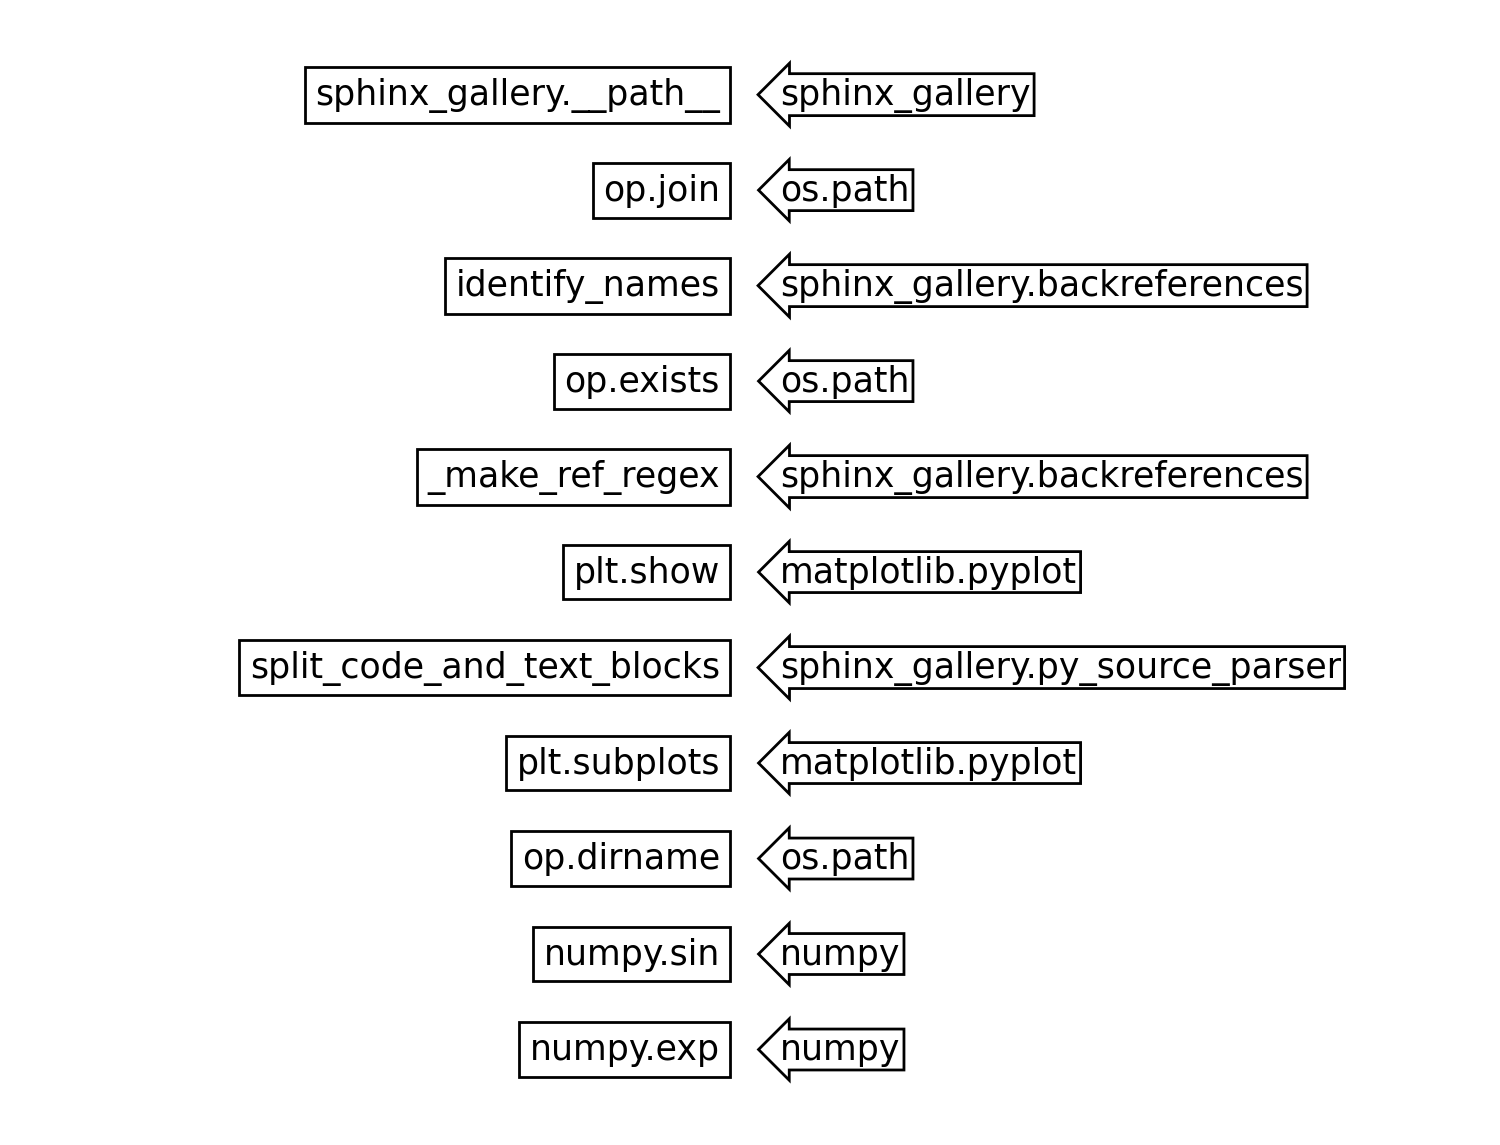 sphinx_gallery.__path__ sphinx_gallery
op.join os.path
identify_names sphinx_gallery.backreferences
op.exists os.path
_make_ref_regex sphinx_gallery.backreferences
plt.show matplotlib.pyplot
split_code_and_text_blocks sphinx_gallery.py_source_parser
plt.subplots matplotlib.pyplot
op.dirname os.path
numpy.sin numpy
numpy.exp numpy